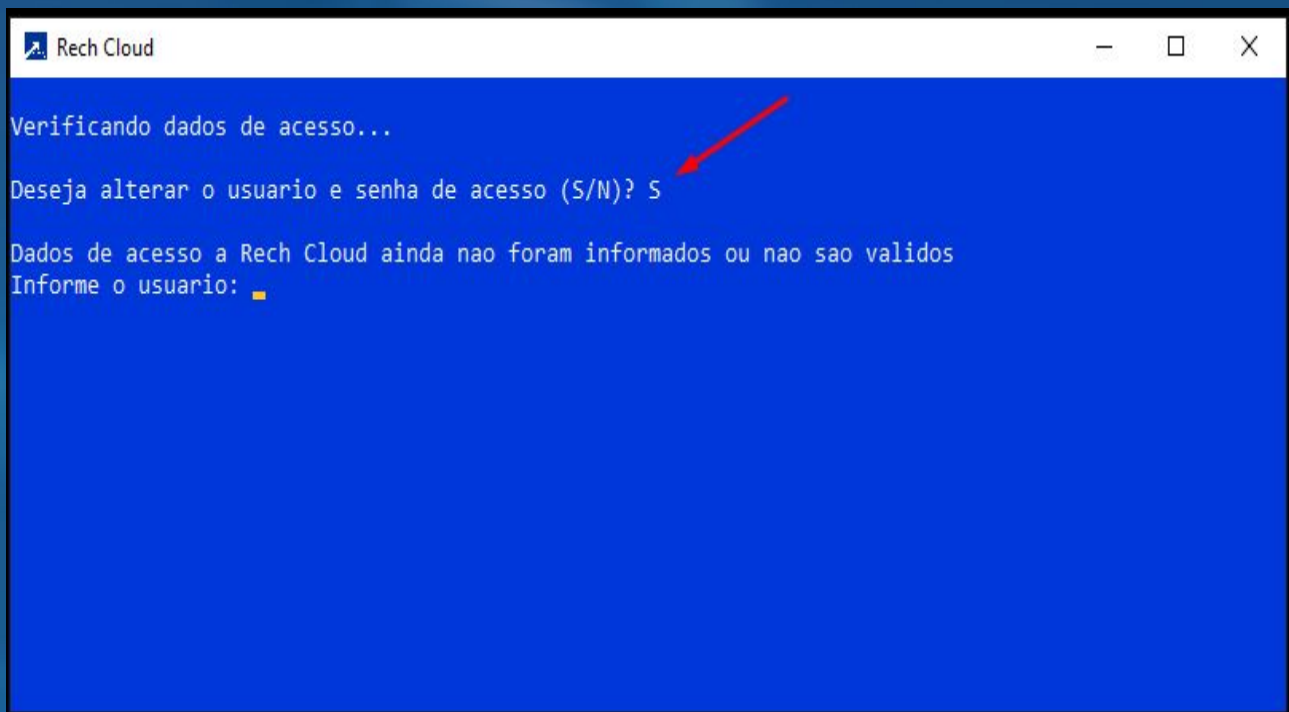 Rech Cloud
Verificando dados de acesso...
Deseja alterar o usuario e senha de acesso (S/N)? S
Dados de acesso a Rech Cloud ainda nao foram informados ou nao sao validos
Informe o usuario: